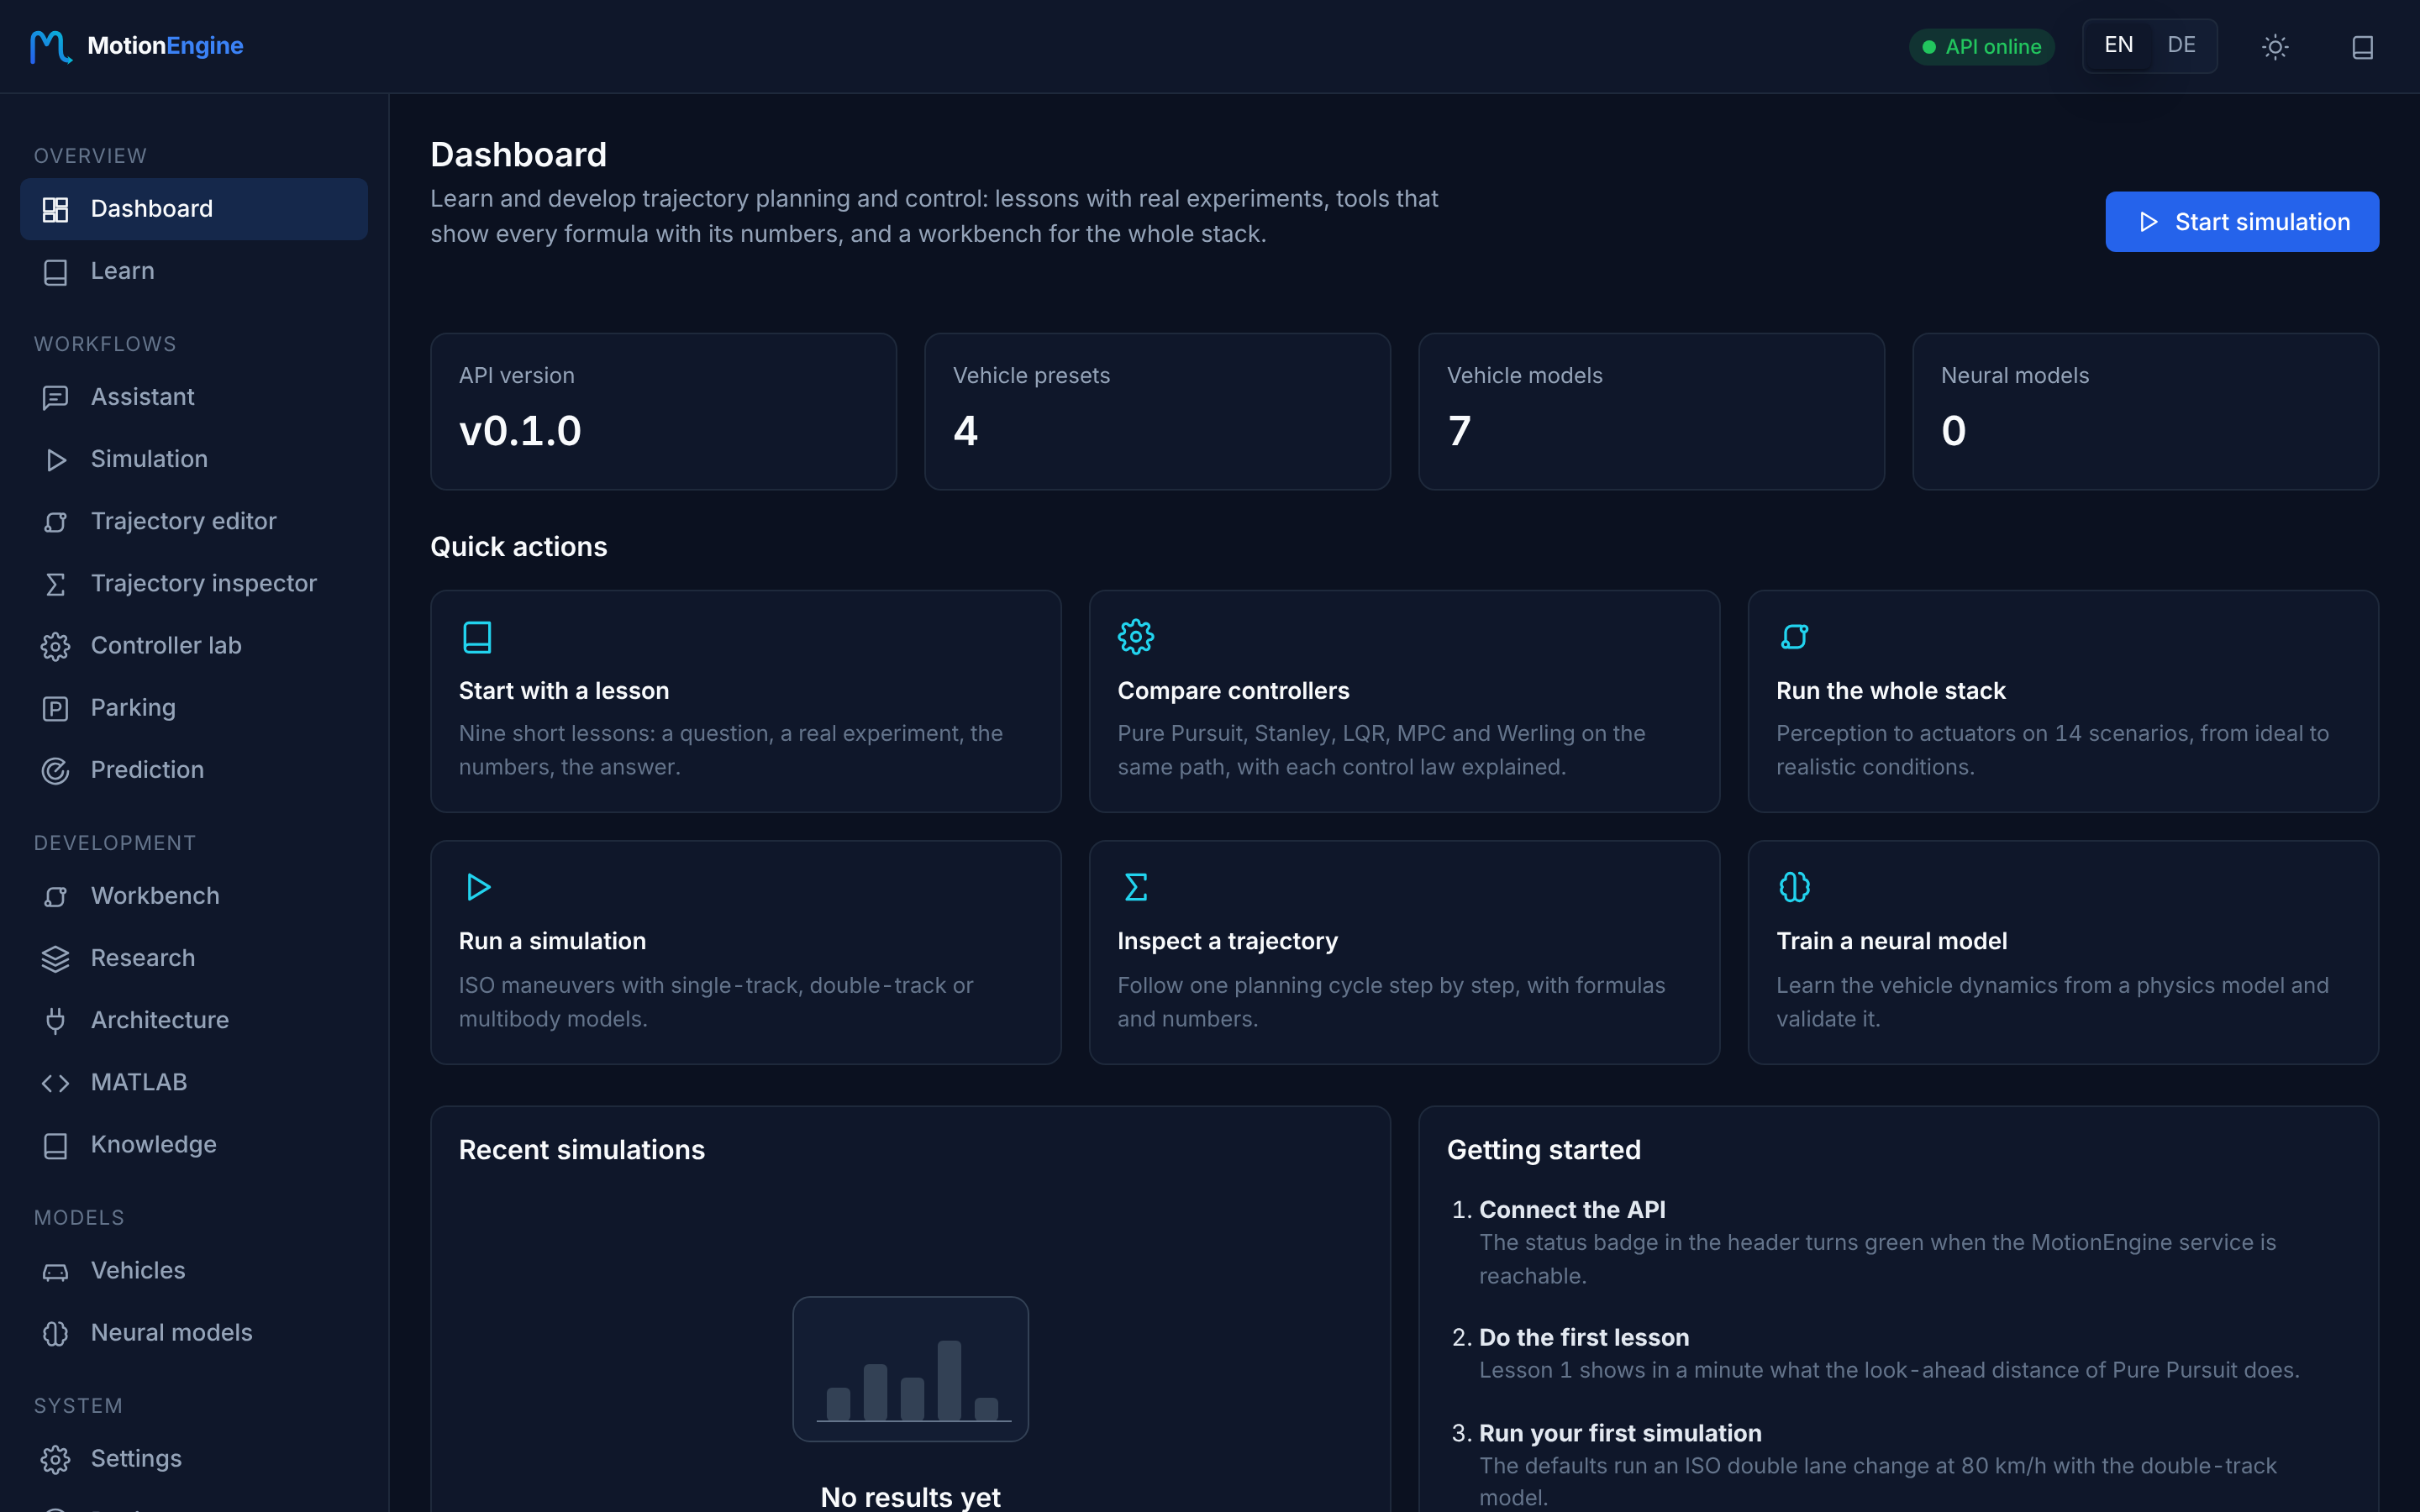 MotionEngine
API online
EN DE
OVERVIEW
Dashboard
Learn
WORKFLOWS
Assistant
Simulation
Trajectory editor
Trajectory inspector
Controller lab
Parking
Prediction
DEVELOPMENT
Workbench
Research
Architecture
MATLAB
Knowledge
MODELS
Vehicles
Neural models
SYSTEM
Settings
Dashboard
Learn and develop trajectory planning and control: lessons with real experiments, tools that
show every formula with its numbers, and a workbench for the whole stack.
Start simulation
API version
v0.1.0
Vehicle presets
4
Vehicle models
7
Neural models
0
Quick actions
Start with a lesson
Nine short lessons: a question, a real experiment, the
numbers, the answer.
Compare controllers
Pure Pursuit, Stanley, LQR, MPC and Werling on the
same path, with each control law explained.
Run the whole stack
Perception to actuators on 14 scenarios, from ideal to
realistic conditions.
Run a simulation
ISO maneuvers with single-track, double-track or
multibody models.
Inspect a trajectory
Follow one planning cycle step by step, with formulas
and numbers.
Train a neural model
Learn the vehicle dynamics from a physics model and
validate it.
Recent simulations
No results yet
Getting started
1. Connect the API
The status badge in the header turns green when the MotionEngine service is
reachable.
2. Do the first lesson
Lesson 1 shows in a minute what the look-ahead distance of Pure Pursuit does.
3. Run your first simulation
The defaults run an ISO double lane change at 80 km/h with the double-track
model.